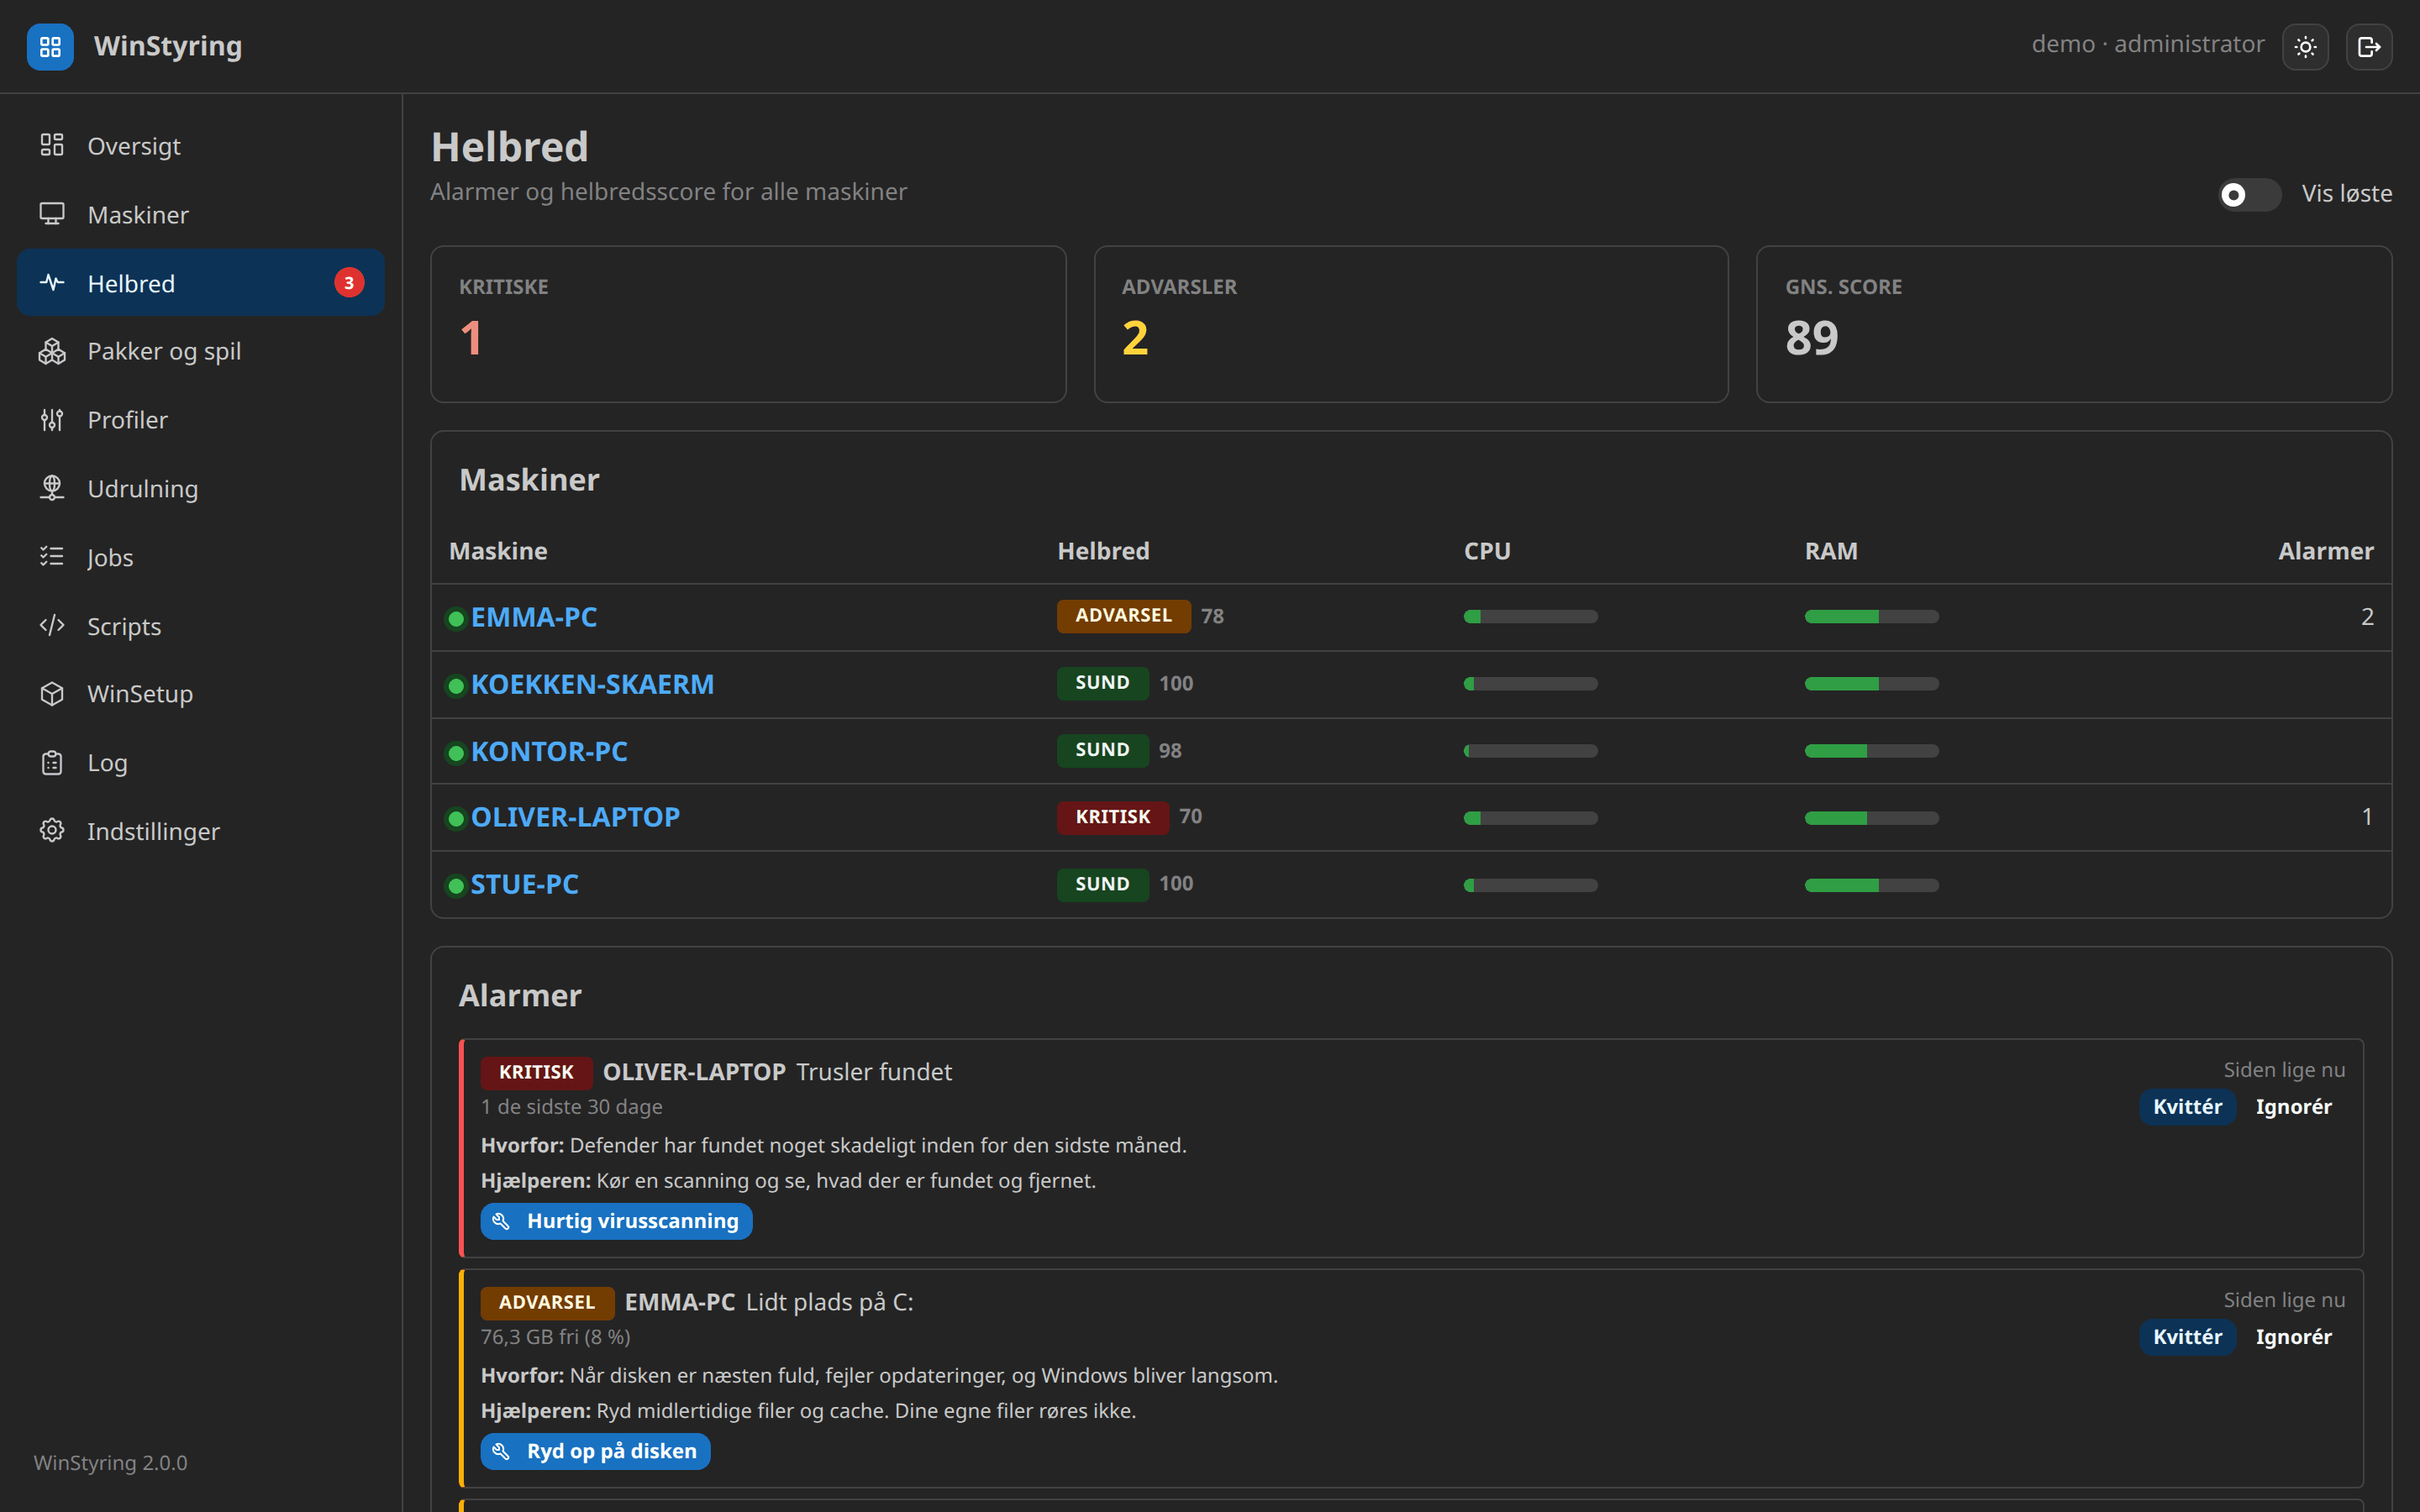 WinStyring
demo · administrator
Oversigt
Maskiner
Helbred 3
Pakker og spil
Profiler
Udrulning
Jobs
Scripts
WinSetup
Log
Indstillinger
WinStyring 2.0.0
Helbred
Alarmer og helbredsscore for alle maskiner
Vis løste
KRITISKE
1
ADVARSLER
2
GNS. SCORE
89
Maskiner
Maskine Helbred CPU RAM Alarmer
EMMA-PC ADVARSEL 78 2
KOEKKEN-SKAERM SUND 100
KONTOR-PC SUND 98
OLIVER-LAPTOP KRITISK 70 1
STUE-PC SUND 100
Alarmer
KRITISK OLIVER-LAPTOP Trusler fundet Siden lige nu
1 de sidste 30 dage Kvittér Ignorér
Hvorfor: Defender har fundet noget skadeligt inden for den sidste måned.
Hjælperen: Kør en scanning og se, hvad der er fundet og fjernet.
Hurtig virusscanning
ADVARSEL EMMA-PC Lidt plads på C: Siden lige nu
76,3 GB fri (8 %) Kvittér Ignorér
Hvorfor: Når disken er næsten fuld, fejler opdateringer, og Windows bliver langsom.
Hjælperen: Ryd midlertidige filer og cache. Dine egne filer røres ikke.
Ryd op på disken